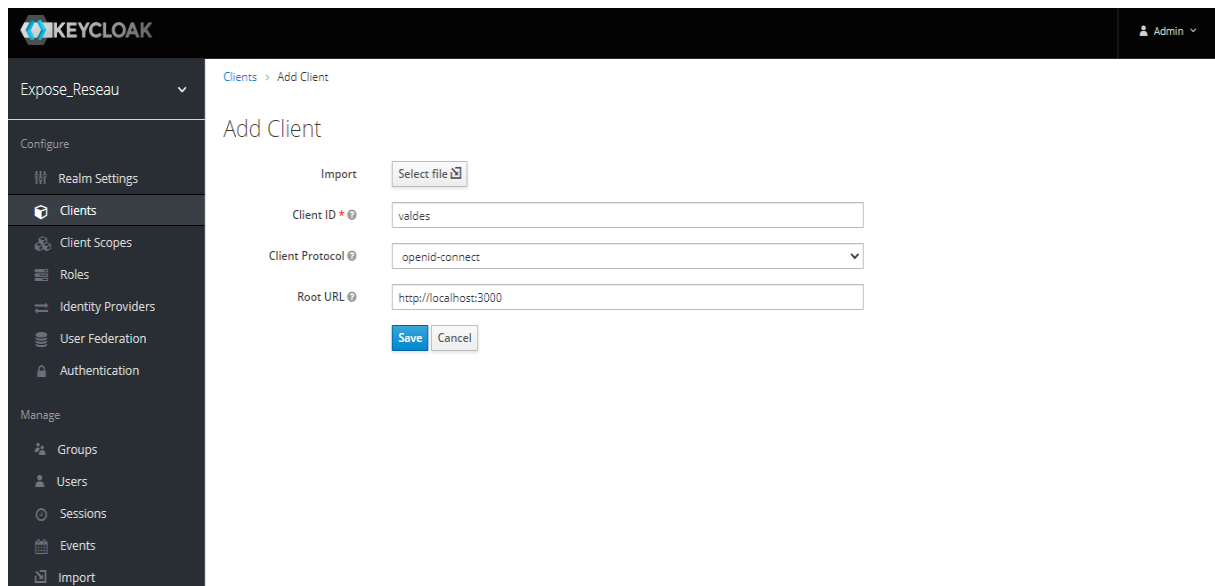 KEYCLOAK
Admin
Expose_Reseau
Configure
Realm Settings
Clients
Client Scopes
Roles
Identity Providers
User Federation
Authentication
Manage
Groups
Users
Sessions
Events
Import
Clients > Add Client
Add Client
Import Select file
Client ID * valdes
Client Protocol openid-connect
Root URL http://localhost:3000
Save Cancel